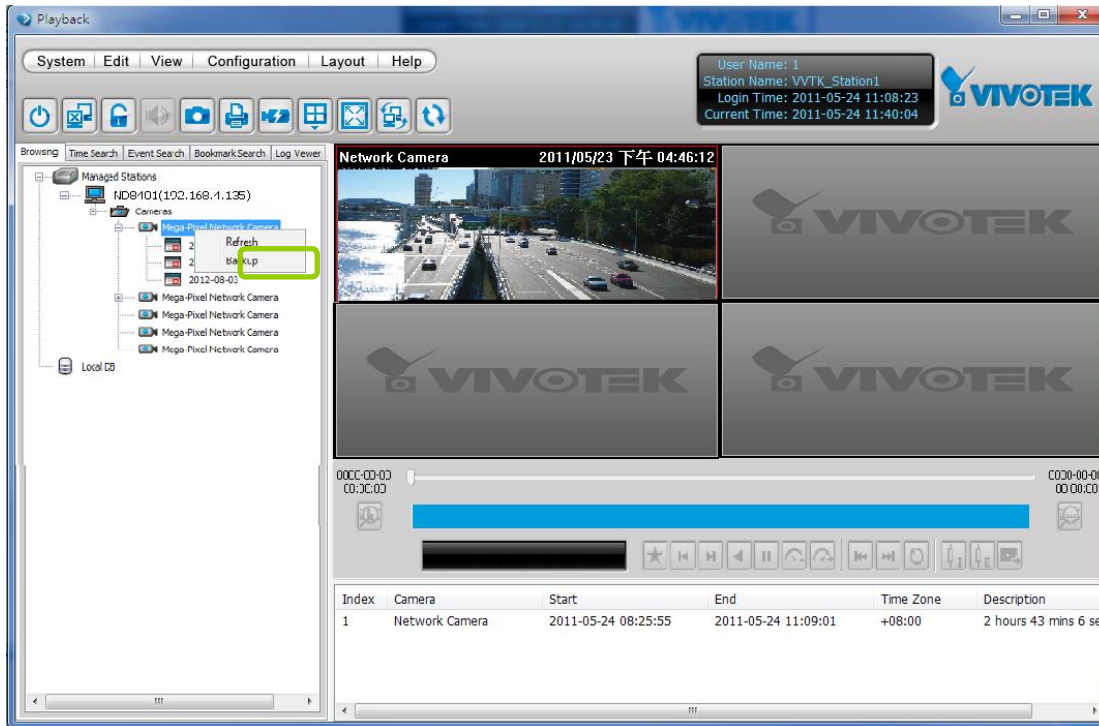 Playback
System Edit View Configuration Layout Help
User Name: 1
Station Name: VVTK_Station1
Login Time: 2011-05-24 11:08:23
Current Time: 2011-05-24 11:40:04
VIVOTEK
Browsng Time Search Event Search Bookmark Search Log Viewer
Managed Stations
ND8401(192.168.4.135)
Cameras
Mega-Pixel Network Camera
Refresh
Backup
2012-08-03
Mega-Pixel Network Camera
Mega-Pixel Network Camera
Mega-Pixel Network Camera
Mega-Pixel Network Camera
Local DB
Network Camera 2011/05/23 下午 04:46:12
VIVOTEK
VIVOTEK
VIVOTEK
Index Camera Start End Time Zone Description
1 Network Camera 2011-05-24 08:25:55 2011-05-24 11:09:01 +08:00 2 hours 43 mins 6 se